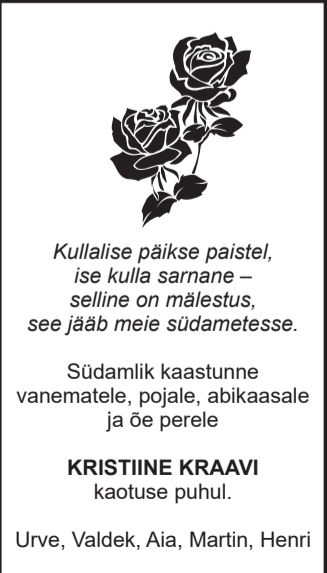 Kullalise päikse paistel,
ise kulla sarnane –
selline on mälestus,
see jääb meie südametesse.
Südamlik kaastunne
vanematele, pojale, abikaasale
ja õe perele
KRISTIINE KRAAVI
kaotuse puhul.
Urve, Valdek, Aia, Martin, Henri